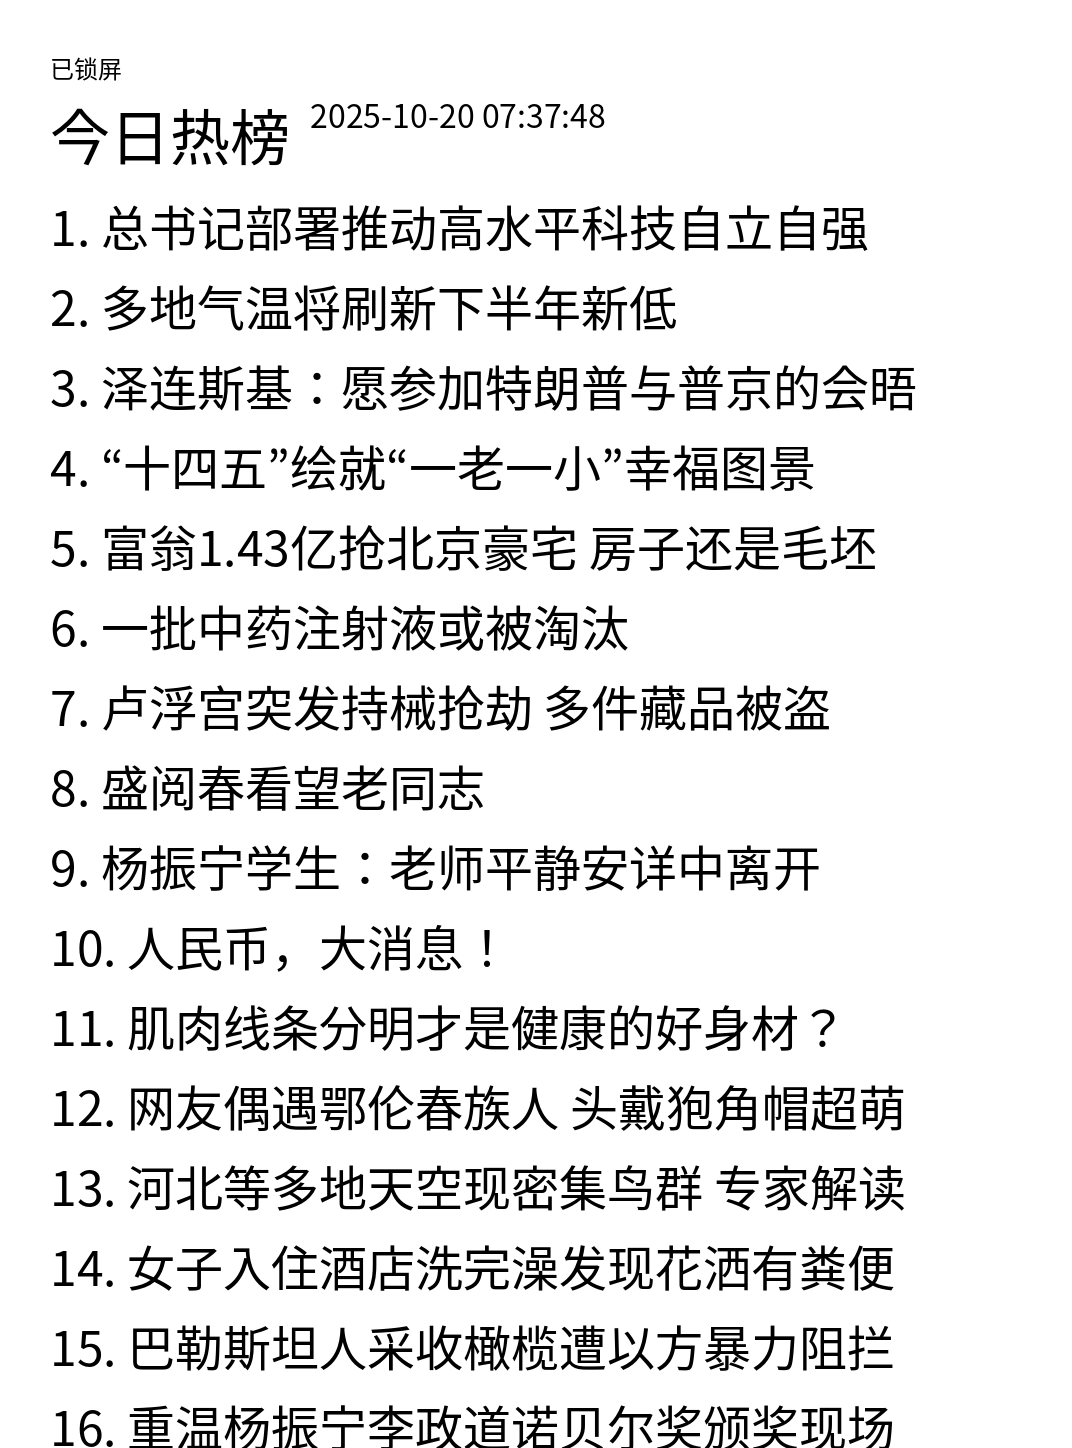 已锁屏
今日热榜 2025-10-20 07:37:48
1. 总书记部署推动高水平科技自立自强
2. 多地气温将刷新下半年新低
3. 泽连斯基：愿参加特朗普与普京的会晤
4. “十四五”绘就“一老一小”幸福图景
5. 富翁1.43亿抢北京豪宅 房子还是毛坯
6. 一批中药注射液或被淘汰
7. 卢浮宫突发持械抢劫 多件藏品被盗
8. 盛阅春看望老同志
9. 杨振宁学生：老师平静安详中离开
10. 人民币，大消息！
11. 肌肉线条分明才是健康的好身材？
12. 网友偶遇鄂伦春族人 头戴狍角帽超萌
13. 河北等多地天空现密集鸟群 专家解读
14. 女子入住酒店洗完澡发现花洒有粪便
15. 巴勒斯坦人采收橄榄遭以方暴力阻拦
16. 重温杨振宁李政道诺贝尔奖颁奖现场